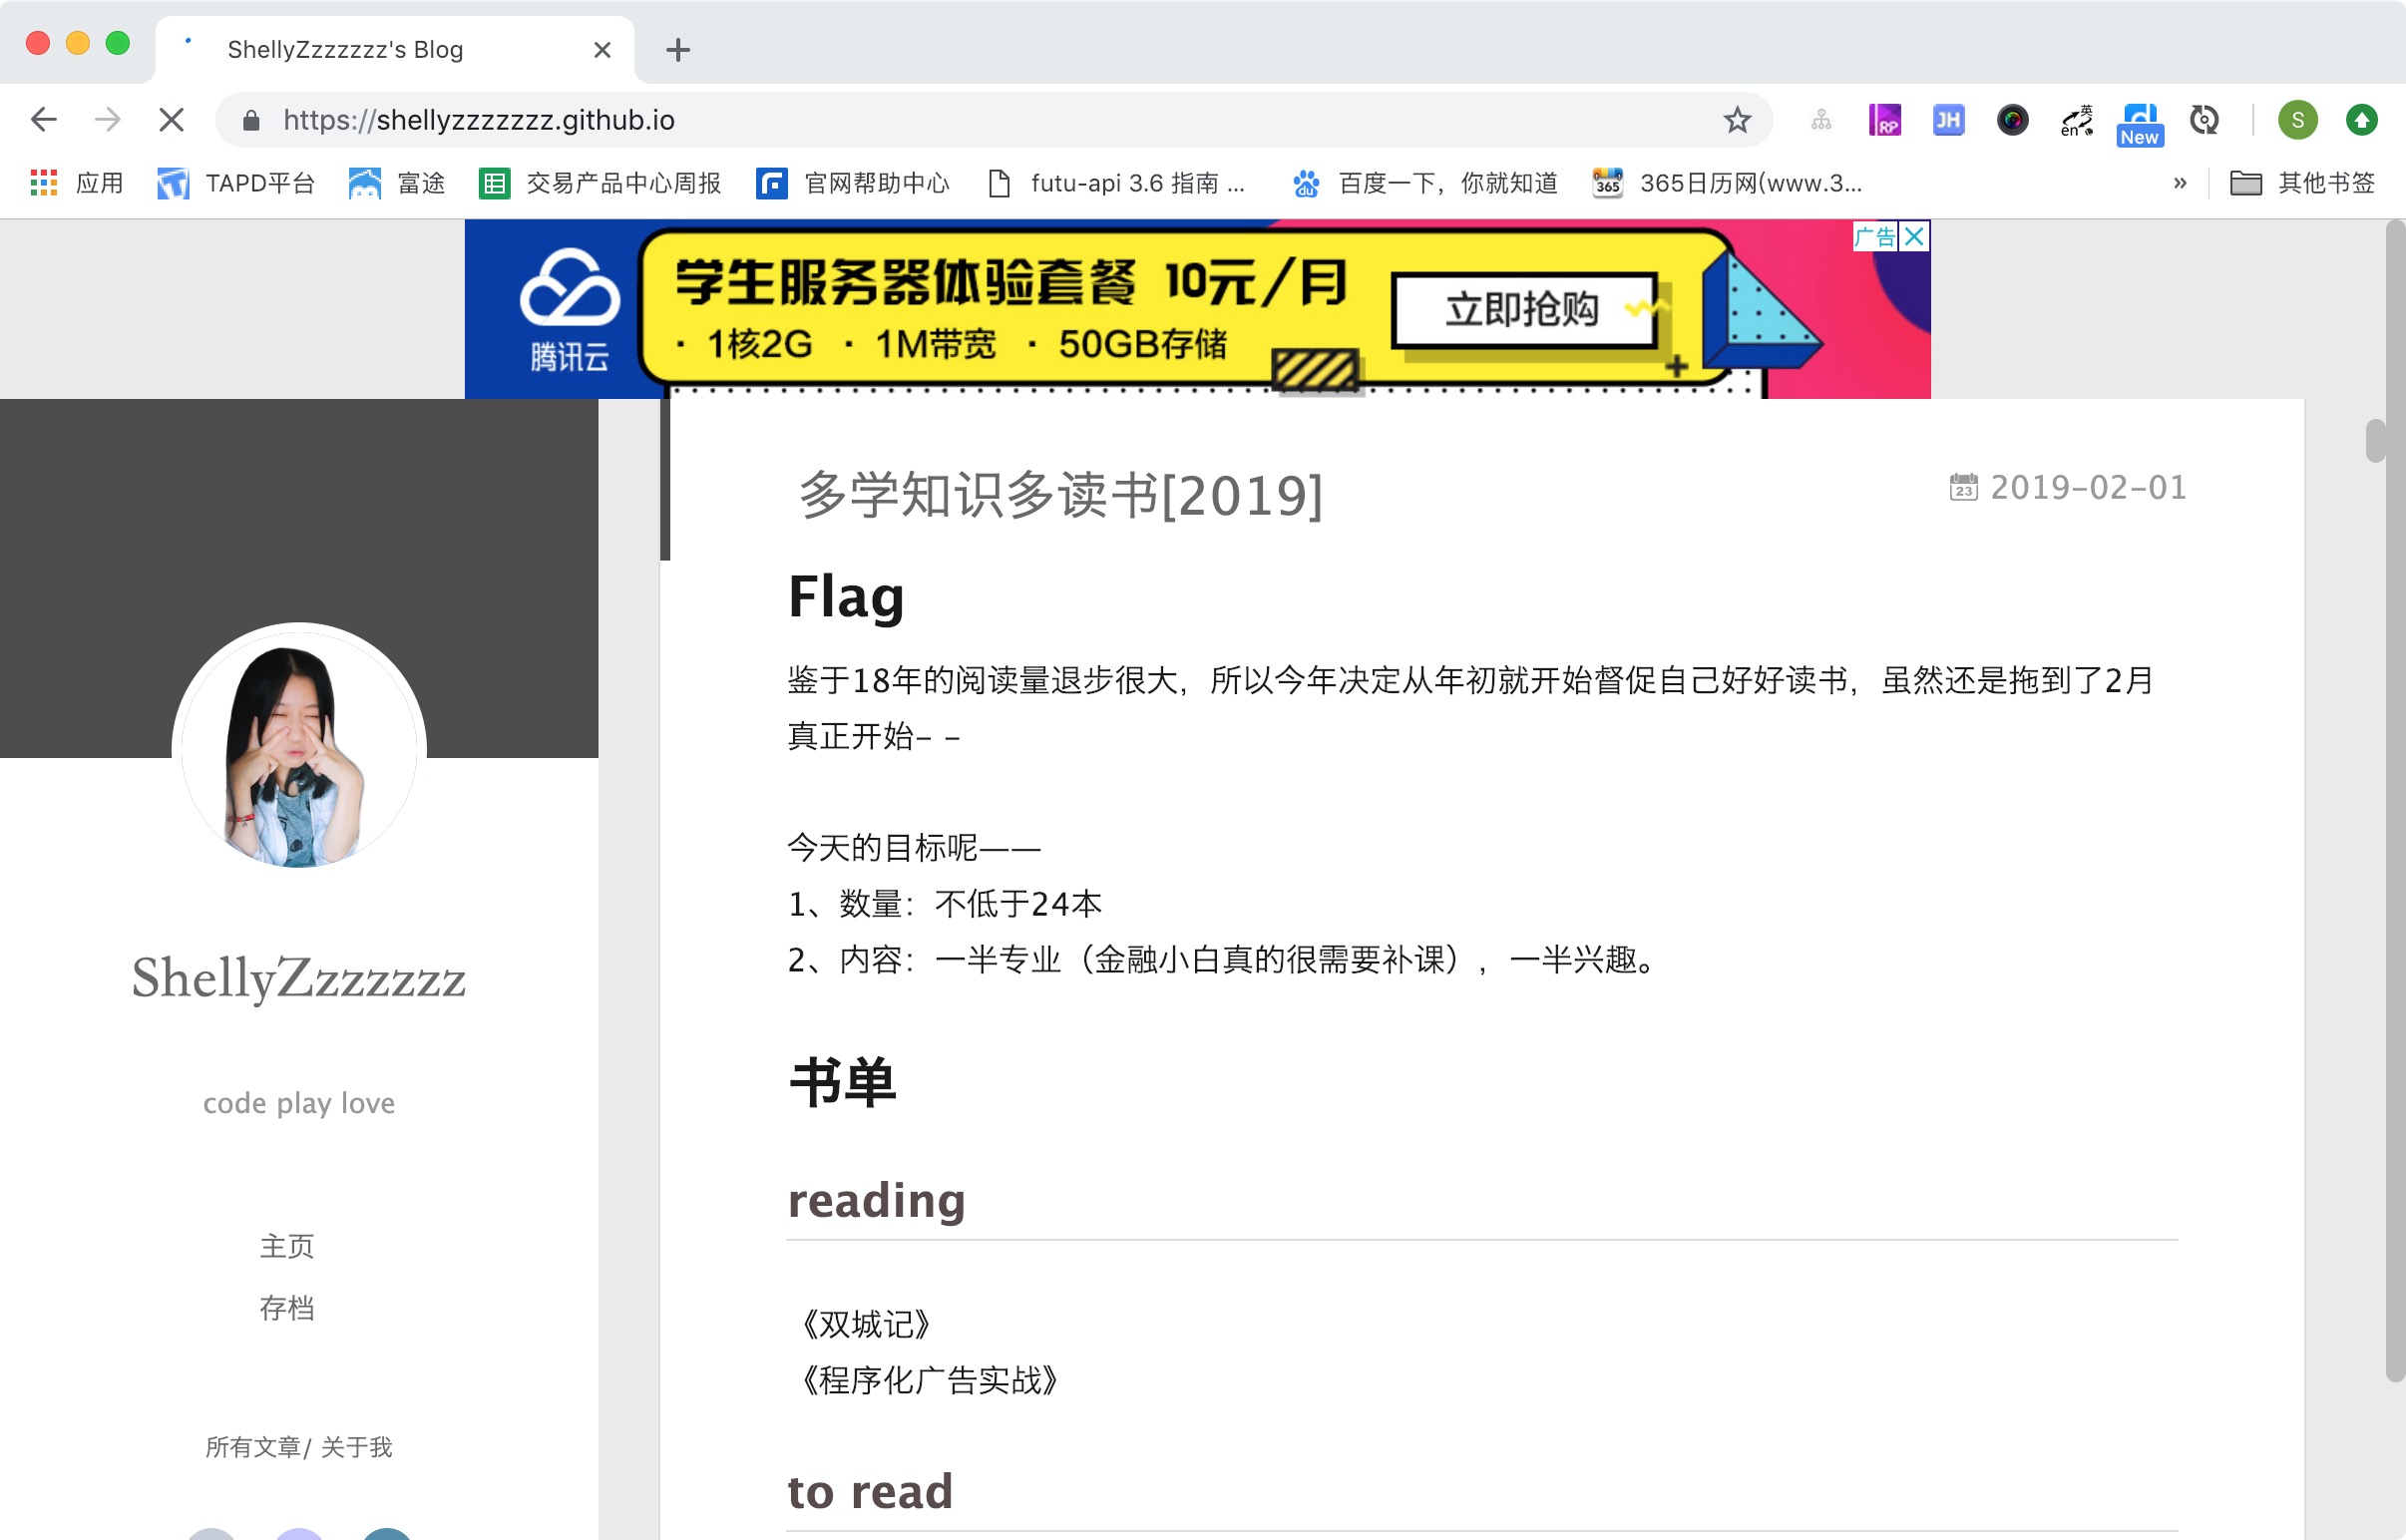 ShellyZzzzzzz's Blog
https://shellyzzzzzzz.github.io
RP
JH
英
en
New
S
应用
TAPD平台
富途
交易产品中心周报
官网帮助中心
futu-api 3.6 指南 ...
du
百度一下，你就知道
365
365日历网(www.3...
»
其他书签
腾讯云
学生服务器体验套餐 10元/月
· 1核2G · 1M带宽 · 50GB存储
立即抢购
广告
ShellyZzzzzzz
code play love
主页
存档
所有文章/ 关于我
多学知识多读书[2019]
23
2019-02-01
Flag
鉴于18年的阅读量退步很大，所以今年决定从年初就开始督促自己好好读书，虽然还是拖到了2月
真正开始– –
今天的目标呢——
1、数量：不低于24本
2、内容：一半专业（金融小白真的很需要补课），一半兴趣。
书单
reading
《双城记》
《程序化广告实战》
to read